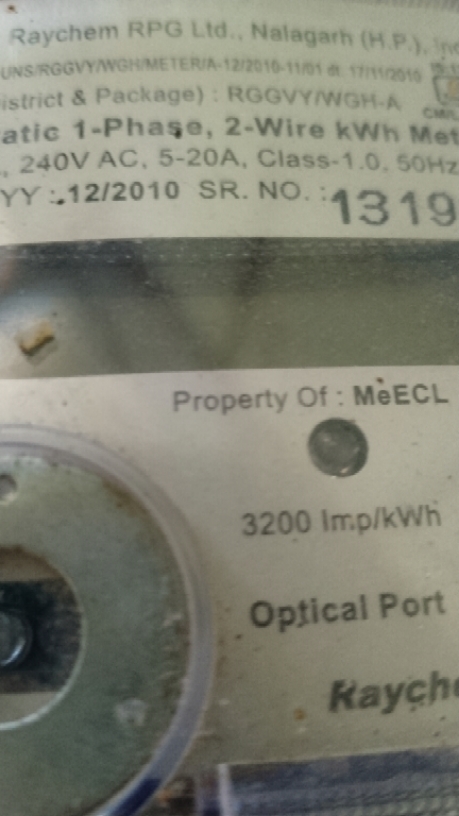 Raychem RPG Ltd., Nalagarh (H.P.), In
UNS/RGGVY/WGH/METER/A-12/2010-11/01 dt. 17/11/2010
istrict & Package) : RGGVY/WGH-A
atic 1-Phase, 2-Wire kWh Met
, 240V AC, 5-20A, Class-1.0, 50Hz
YY : 12/2010 SR. NO. : 1319
Property Of : MeECL
3200 Imp/kWh
Optical Port
Rayche